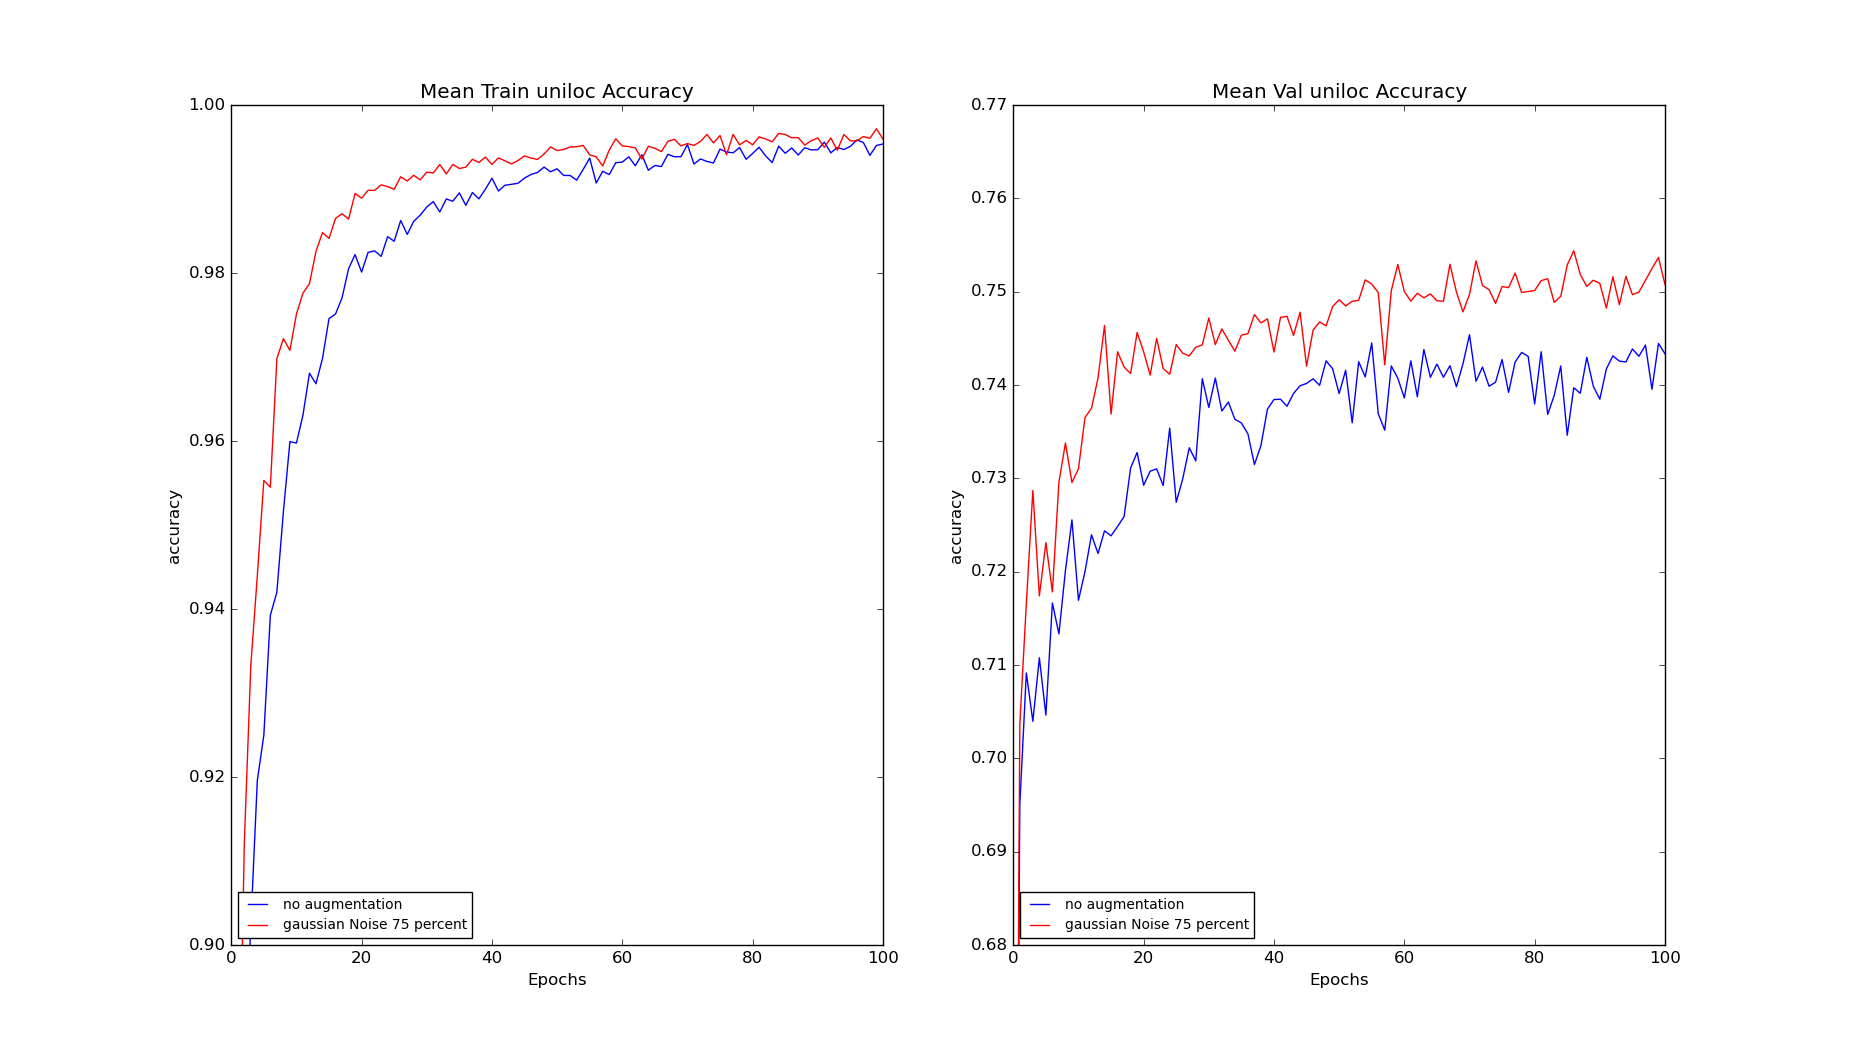 Mean Train uniloc Accuracy
1.00
0.98
0.96
0.94
0.92
0.90
accuracy
no augmentation
gaussian Noise 75 percent
0 20 40 60 80 100
Epochs
Mean Val uniloc Accuracy
0.77
0.76
0.75
0.74
0.73
0.72
0.71
0.70
0.69
0.68
accuracy
no augmentation
gaussian Noise 75 percent
0 20 40 60 80 100
Epochs